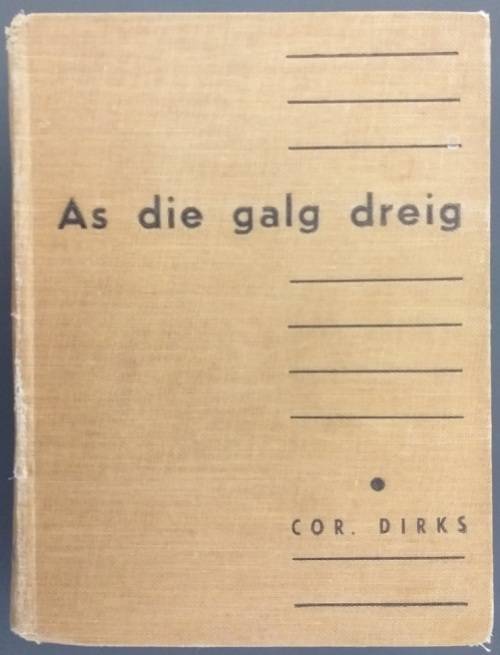 As die galg dreig
COR. DIRKS